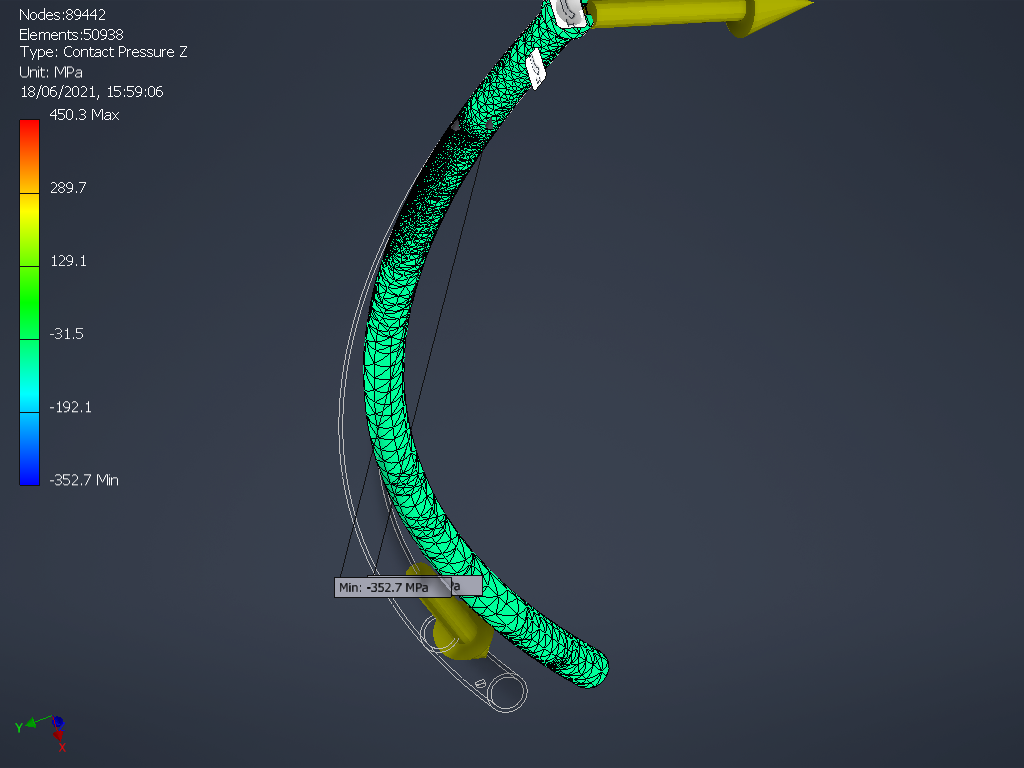 Nodes:89442
Elements:50938
Type: Contact Pressure Z
Unit: MPa
18/06/2021, 15:59:06
450.3 Max
289.7
129.1
-31.5
-192.1
-352.7 Min
Min: -352.7 MPa
Y
X